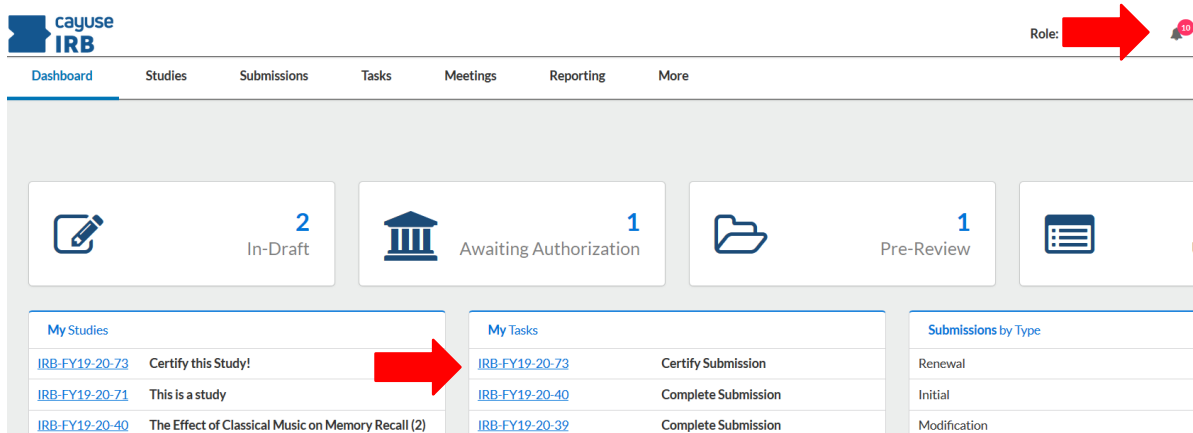 cayuse
IRB
Role:
10
Dashboard Studies Submissions Tasks Meetings Reporting More
2
In-Draft
1
Awaiting Authorization
1
Pre-Review
My Studies
IRB-FY19-20-73 Certify this Study!
IRB-FY19-20-71 This is a study
IRB-FY19-20-40 The Effect of Classical Music on Memory Recall (2)
My Tasks
IRB-FY19-20-73 Certify Submission
IRB-FY19-20-40 Complete Submission
IRB-FY19-20-39 Complete Submission
Submissions by Type
Renewal
Initial
Modification